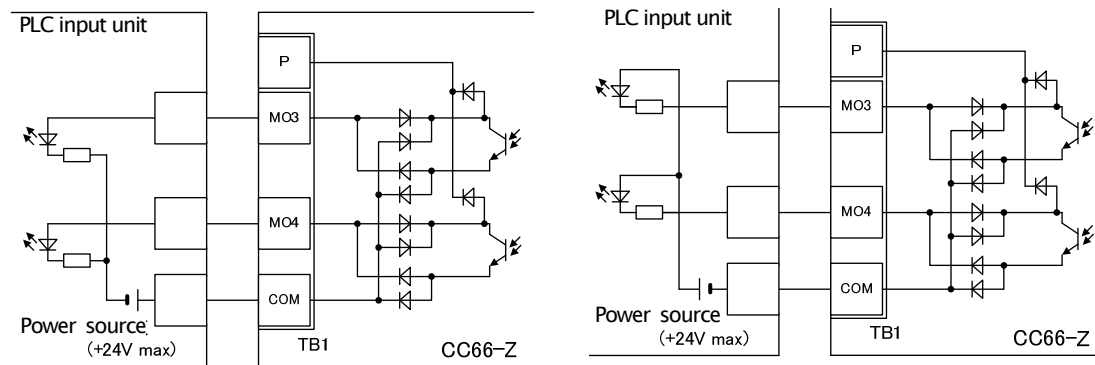 PLC input unit
P
MO3
MO4
COM
Power source
(+24V max)
TB1
CC66-Z
PLC input unit
P
MO3
MO4
COM
Power source
(+24V max)
TB1
CC66-Z